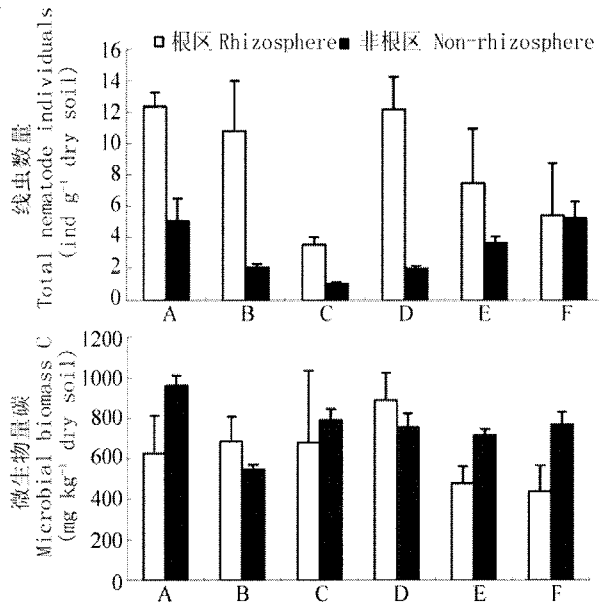 根区 Rhizosphere 非根区 Non-rhizosphere
线虫数量
Total nematode individuals
(ind g⁻¹ dry soil)
16
14
12
10
8
6
4
2
0
A B C D E F
微生物量碳
Microbial biomass C
(mg kg⁻¹ dry soil)
1200
1000
800
600
400
200
0
A B C D E F